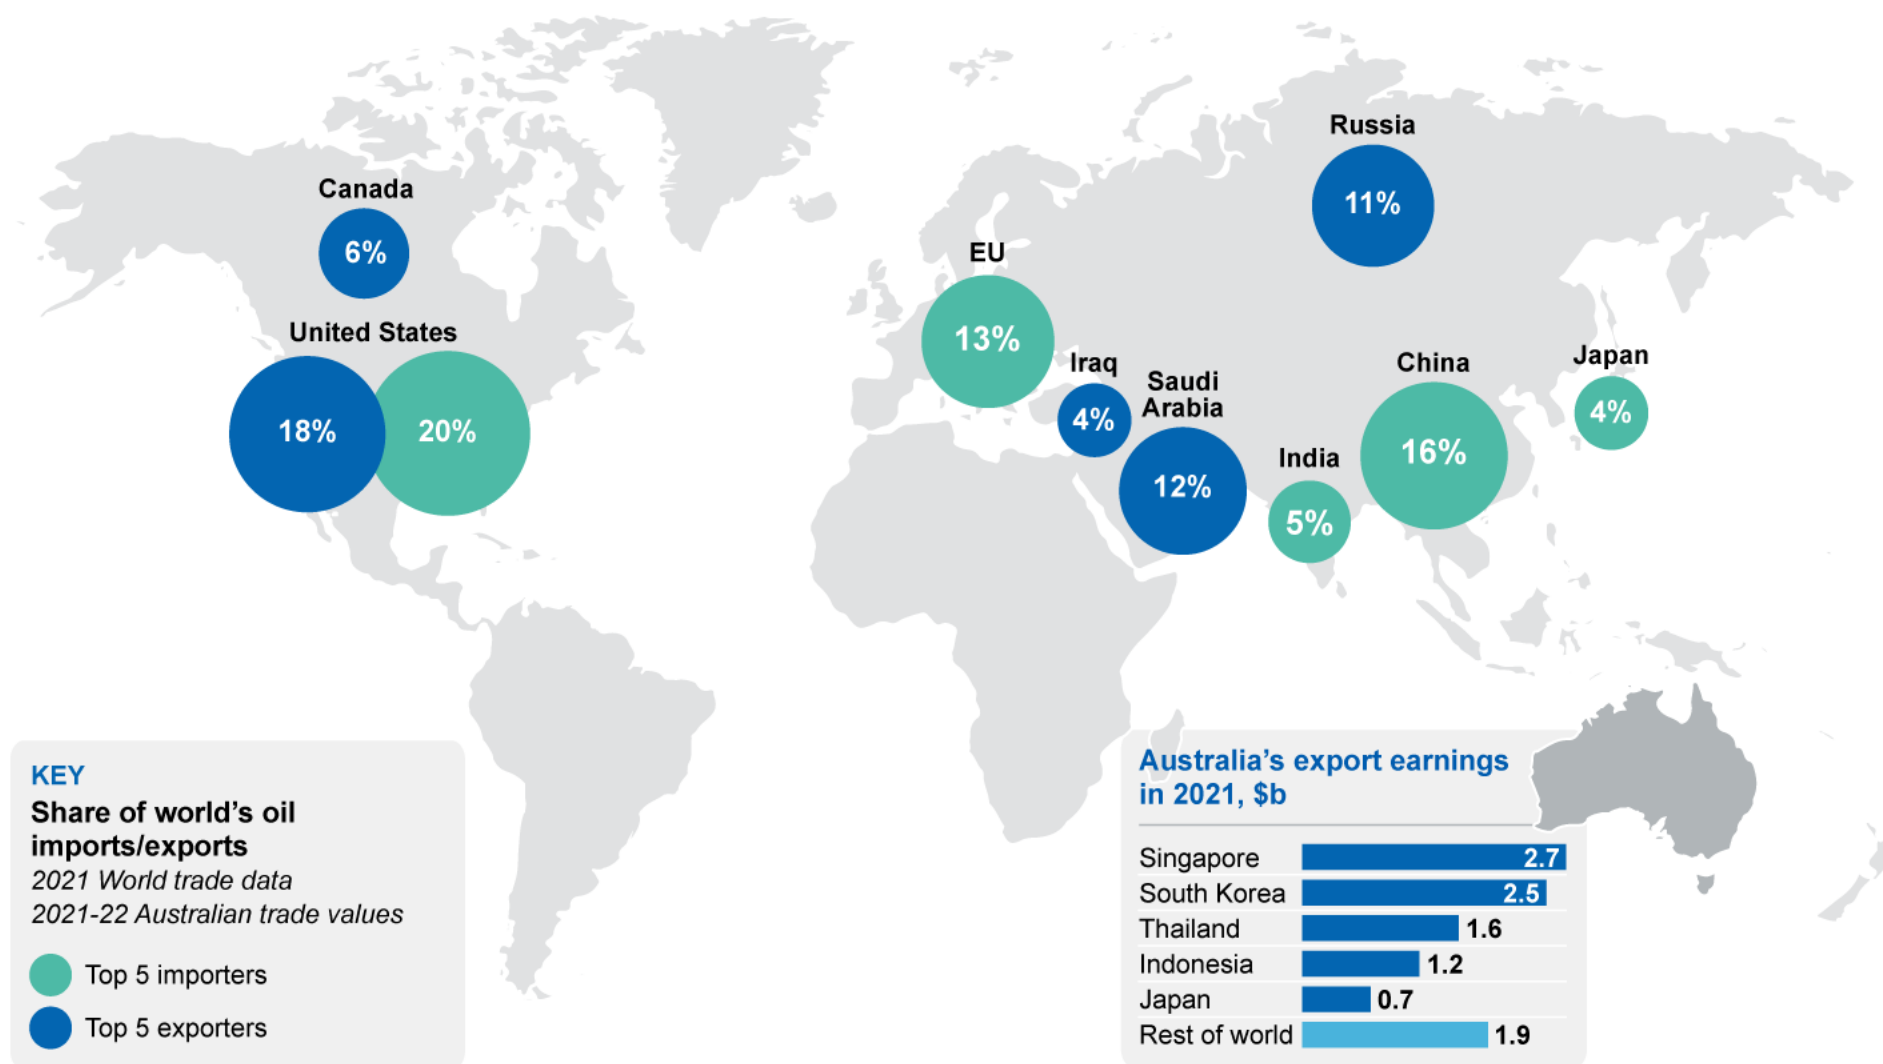 Russia
11%
Canada
6%
EU
13%
United States
18%
20%
Iraq
4%
Saudi
Arabia
12%
India
5%
China
16%
Japan
4%
KEY
Share of world’s oil
imports/exports
2021 World trade data
2021-22 Australian trade values
Top 5 importers
Top 5 exporters
Australia’s export earnings
in 2021, $b
Singapore 2.7
South Korea 2.5
Thailand 1.6
Indonesia 1.2
Japan 0.7
Rest of world 1.9